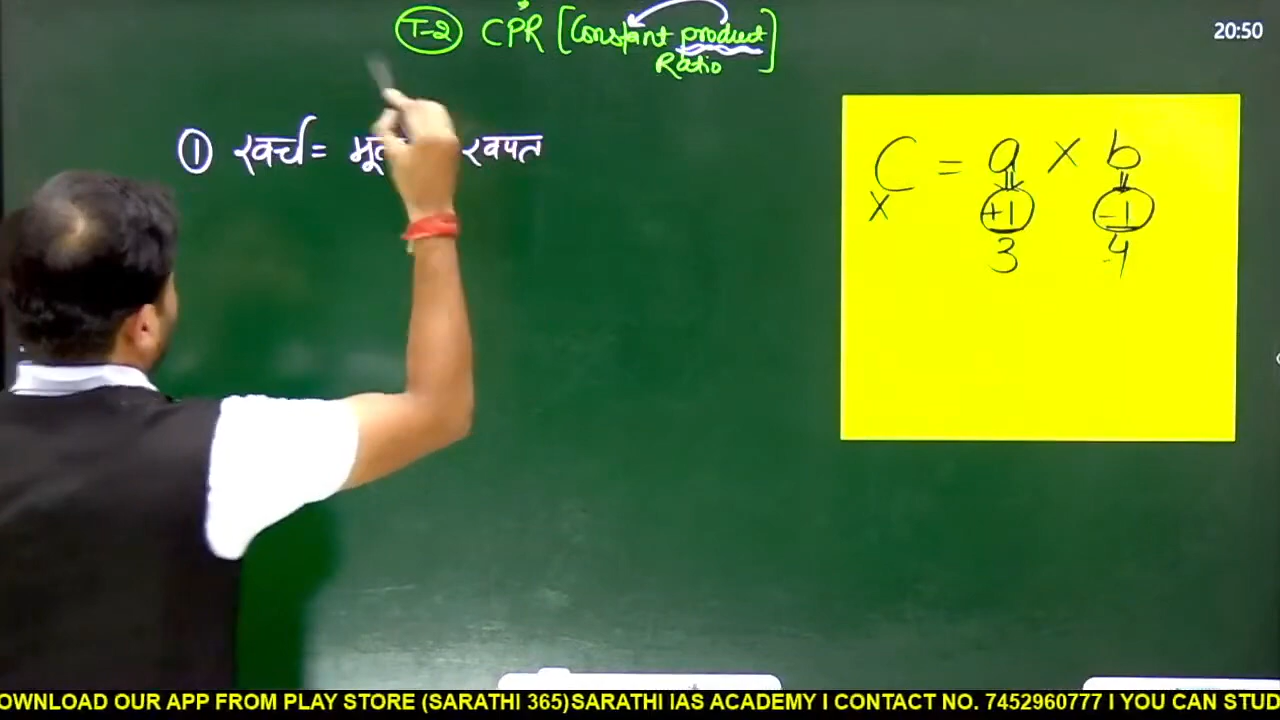 T-2 CPR [Constant product
Ratio]
20:50
① खर्च = मू खपत
C = a × b
x +1 -1
3 4
OWNLOAD OUR APP FROM PLAY STORE (SARATHI 365)SARATHI IAS ACADEMY I CONTACT NO. 7452960777 I YOU CAN STUD